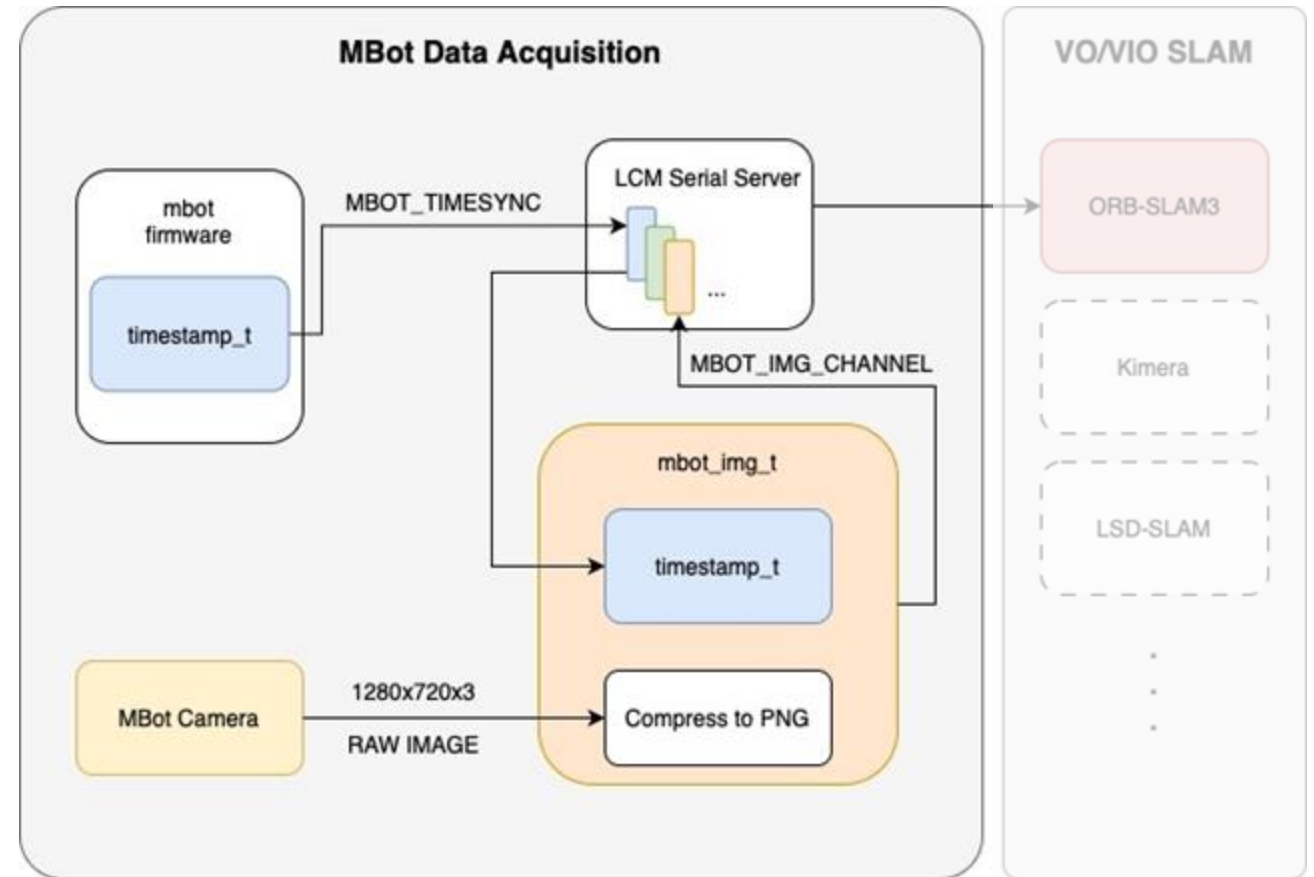 MBot Data Acquisition
VO/VIO SLAM
mbot
firmware
timestamp_t
MBOT_TIMESYNC
LCM Serial Server
...
MBOT_IMG_CHANNEL
mbot_img_t
timestamp_t
MBot Camera
1280x720x3
RAW IMAGE
Compress to PNG
ORB-SLAM3
Kimera
LSD-SLAM
.
.
.